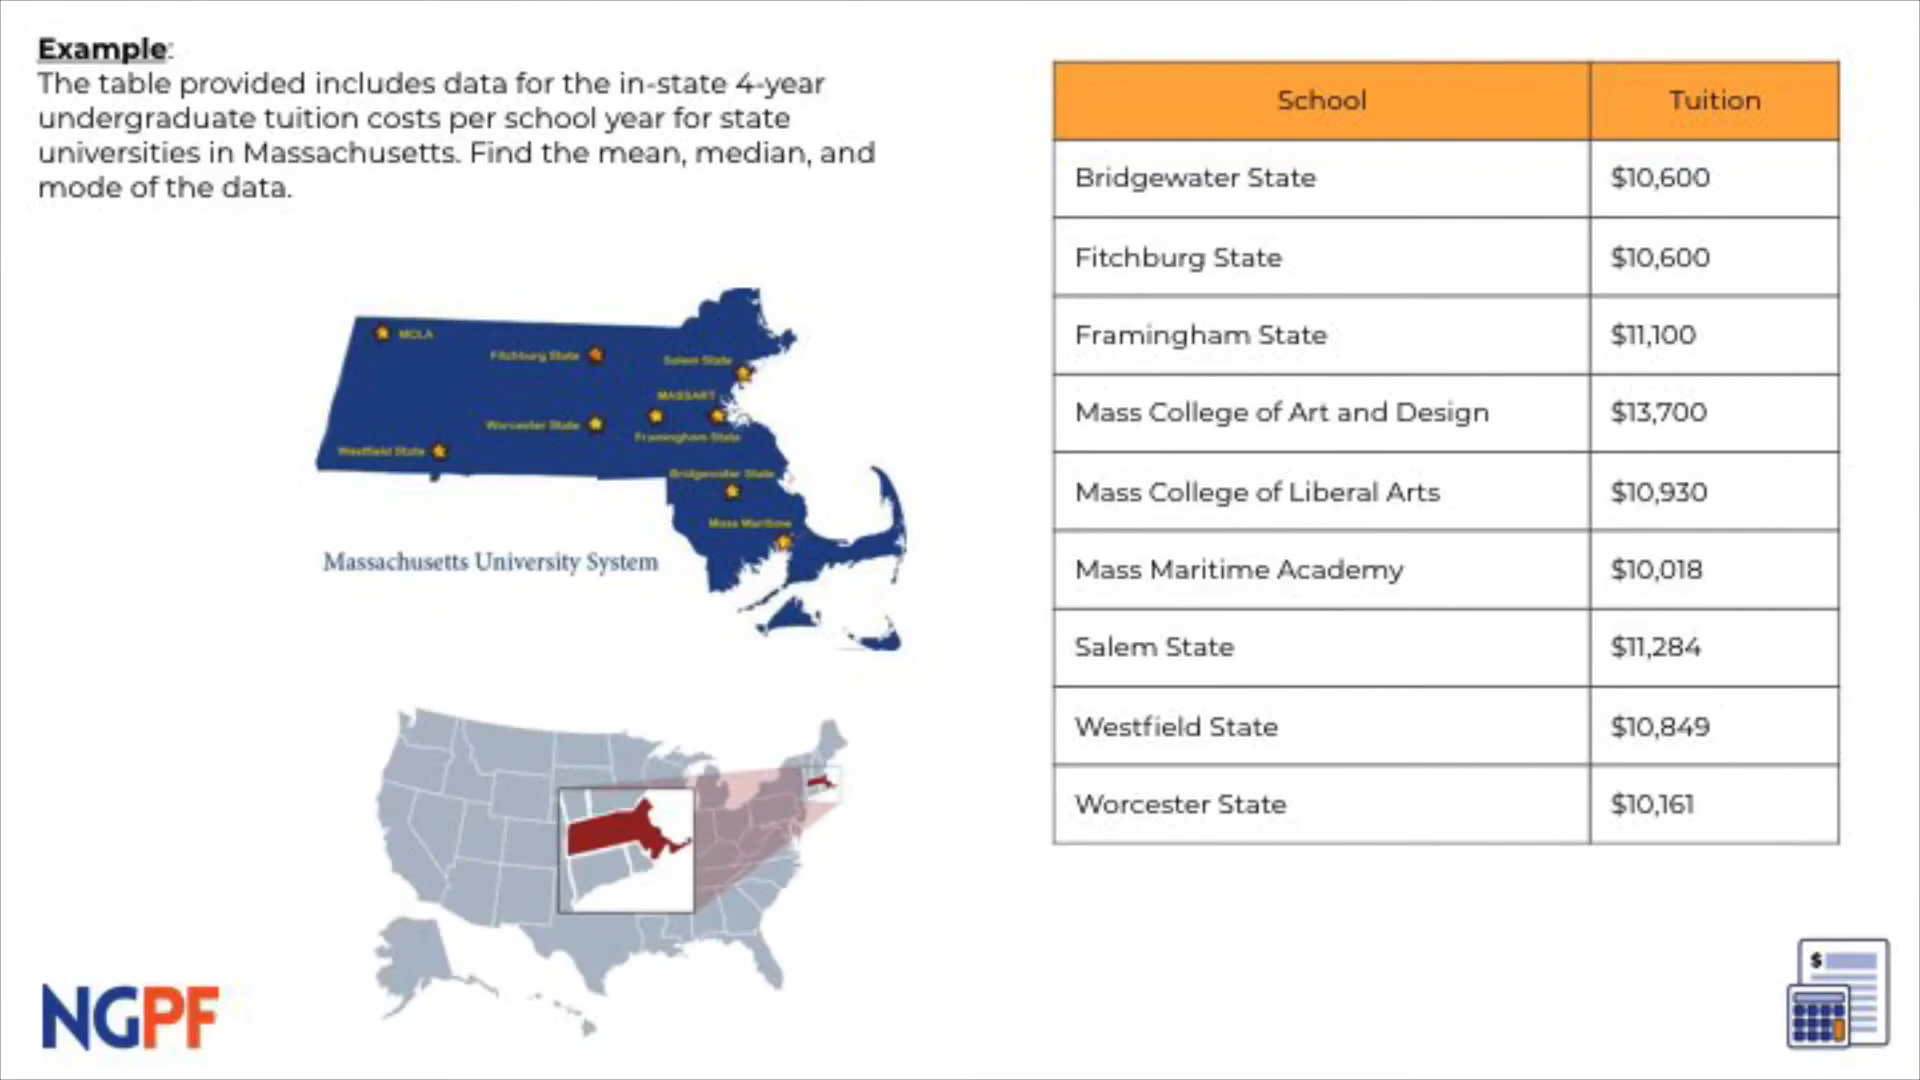 Example:
The table provided includes data for the in-state 4-year
undergraduate tuition costs per school year for state
universities in Massachusetts. Find the mean, median, and
mode of the data.
School Tuition
Bridgewater State $10,600
Fitchburg State $10,600
Framingham State $11,100
Mass College of Art and Design $13,700
Mass College of Liberal Arts $10,930
Mass Maritime Academy $10,018
Salem State $11,284
Westfield State $10,849
Worcester State $10,161
MCLA
Fitchburg State
Salem State
MASSART
Worcester State
Framingham State
Westfield State
Bridgewater State
Mass Maritime
Massachusetts University System
NGPF
$